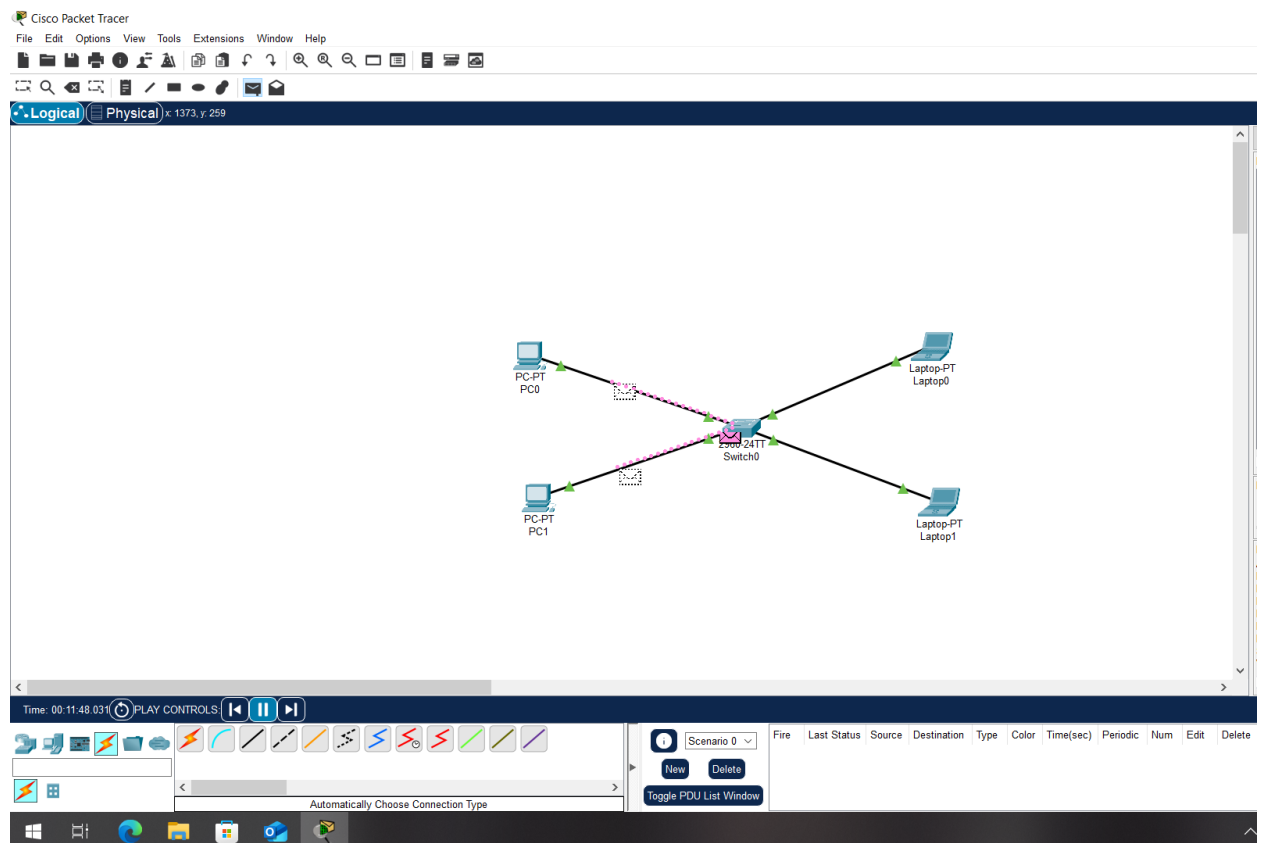 Cisco Packet Tracer
File Edit Options View Tools Extensions Window Help
Logical Physical x: 1373, y: 259
Laptop-PT
Laptop0
PC-PT
PC0
2960-24TT
Switch0
PC-PT
PC1
Laptop-PT
Laptop1
Time: 00:11:48.031 PLAY CONTROLS:
Scenario 0
Fire Last Status Source Destination Type Color Time(sec) Periodic Num Edit Delete
New Delete
Toggle PDU List Window
Automatically Choose Connection Type